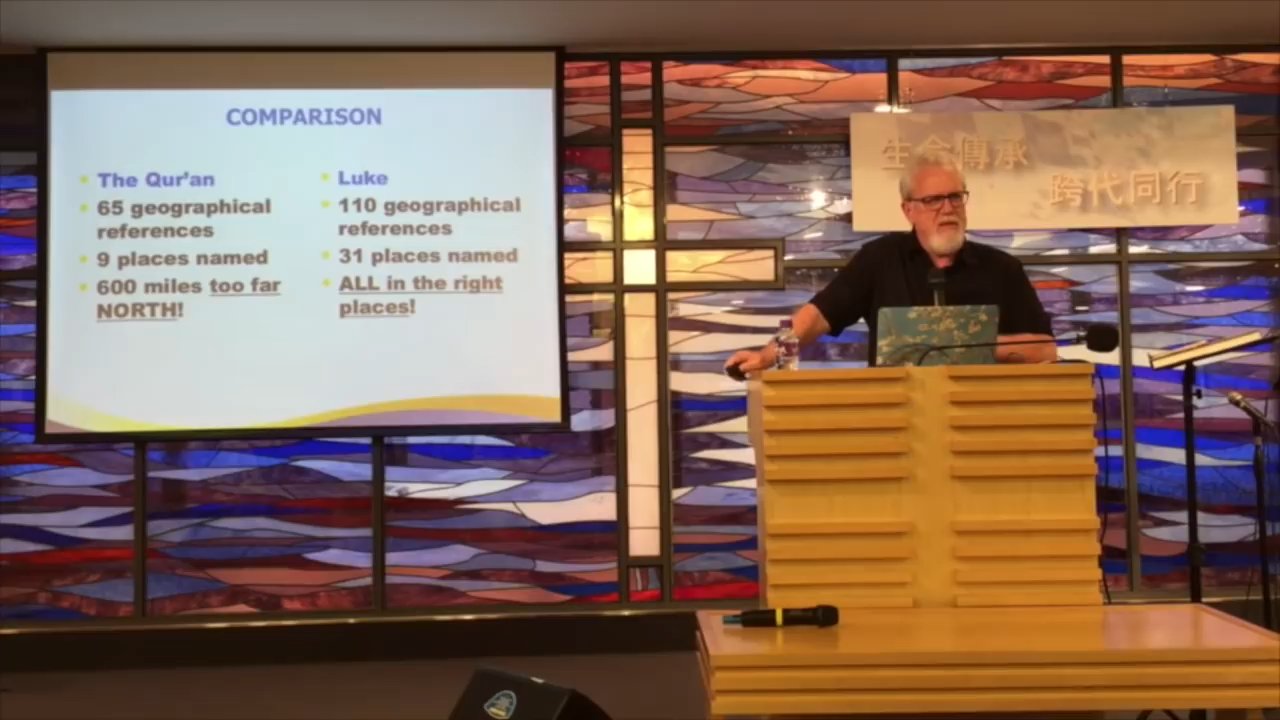 COMPARISON
The Qur'an
65 geographical
references
9 places named
600 miles too far
NORTH!
Luke
110 geographical
references
31 places named
ALL in the right
places!
生命傳承
跨代同行